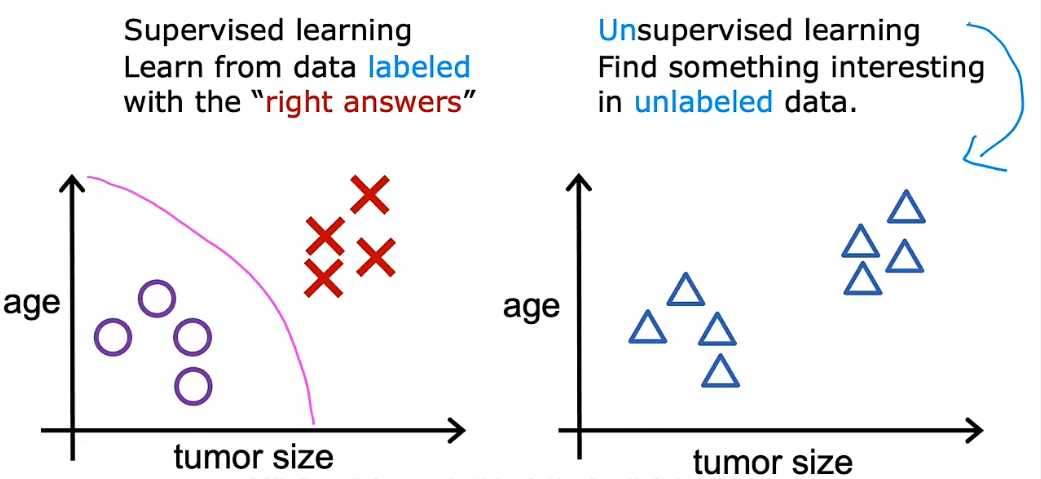 Supervised learning
Learn from data labeled
with the “right answers”
age
tumor size
Unsupervised learning
Find something interesting
in unlabeled data.
age
tumor size